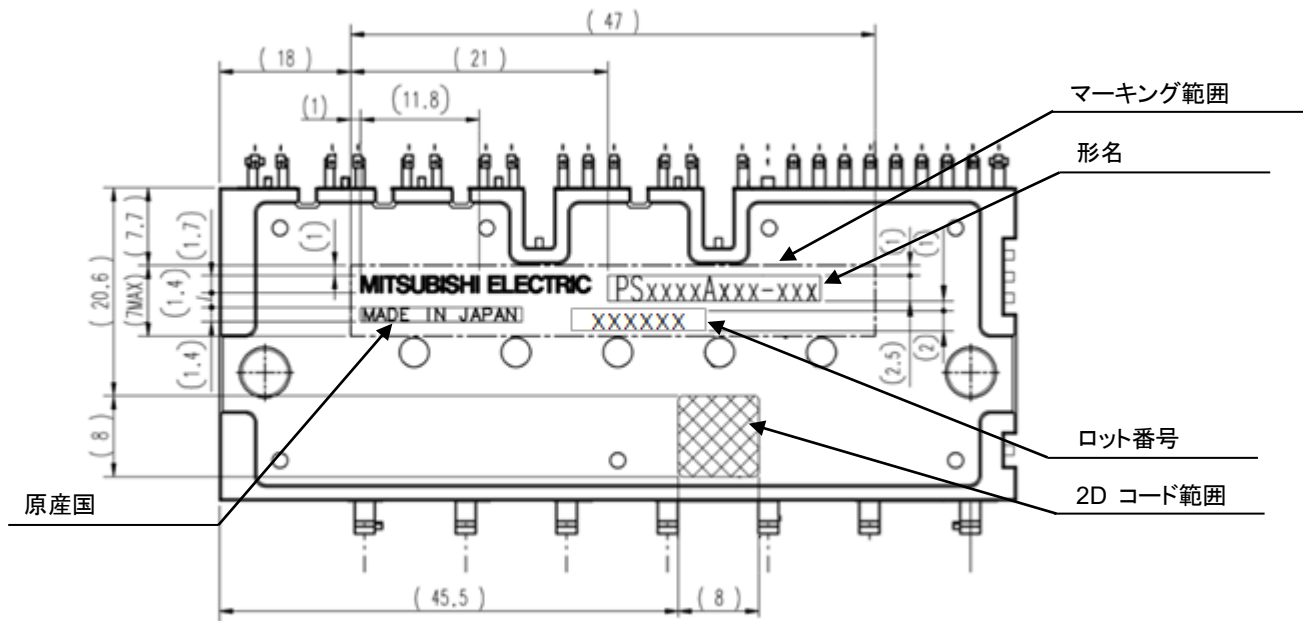 ( 47 )
( 18 )
( 21 )
(1)
(11.8)
マーキング範囲
形名
( 7.7 )
(1.7)
(1)
(1)
(1)
( 20.6 )
(7MAX)
(1.4)
MITSUBISHI ELECTRIC
PSxxxxAxxx-xxx
MADE IN JAPAN
XXXXXX
(1.4)
(2.5)
(2)
( 8 )
ロット番号
2D コード範囲
原産国
( 45.5 )
( 8 )